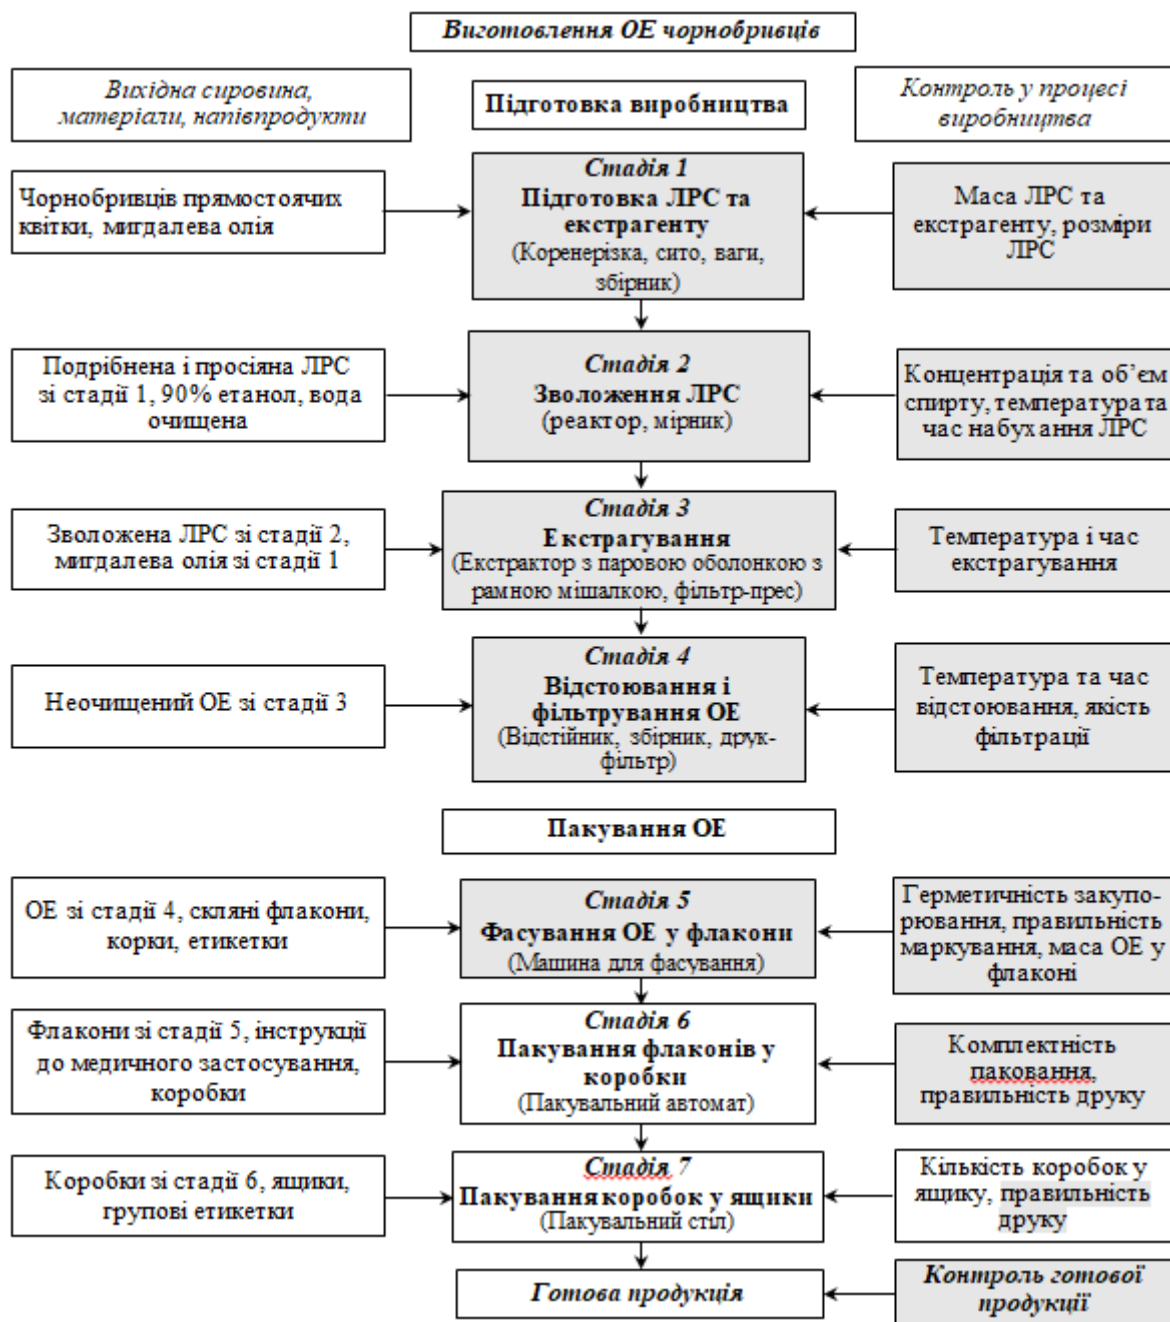 Виготовлення ОЕ чорнобривців
Вихідна сировина,
матеріали, напівпродукти
Підготовка виробництва
Контроль у процесі
виробництва
Чорнобривців прямостоячих
квітки, мигдалева олія
Стадія 1
Підготовка ЛРС та
екстрагенту
(Коренерізка, сито, ваги,
збірник)
Маса ЛРС та
екстрагенту, розміри
ЛРС
Подрібнена і просіяна ЛРС
зі стадії 1, 90% етанол, вода
очищена
Стадія 2
Зволоження ЛРС
(реактор, мірник)
Концентрація та об’єм
спирту, температура та
час набухання ЛРС
Зволожена ЛРС зі стадії 2,
мигдалева олія зі стадії 1
Стадія 3
Екстрагування
(Екстрактор з паровою оболонкою з
рамною мішалкою, фільтр-прес)
Температура і час
екстрагування
Неочищений ОЕ зі стадії 3
Стадія 4
Відстоювання і
фільтрування ОЕ
(Відстійник, збірник, друк-
фільтр)
Температура та час
відстоювання, якість
фільтрації
Пакування ОЕ
ОЕ зі стадії 4, скляні флакони,
корки, етикетки
Стадія 5
Фасування ОЕ у флакони
(Машина для фасування)
Герметичність закупо-
рювання, правильність
маркування, маса ОЕ у
флаконі
Флакони зі стадії 5, інструкції
до медичного застосування,
коробки
Стадія 6
Пакування флаконів у
коробки
(Пакувальний автомат)
Комплектність
паковання,
правильність друку
Коробки зі стадії 6, ящики,
групові етикетки
Стадія 7
Пакування коробок у ящики
(Пакувальний стіл)
Кількість коробок у
ящику, правильність
друку
Готова продукція
Контроль готової
продукції